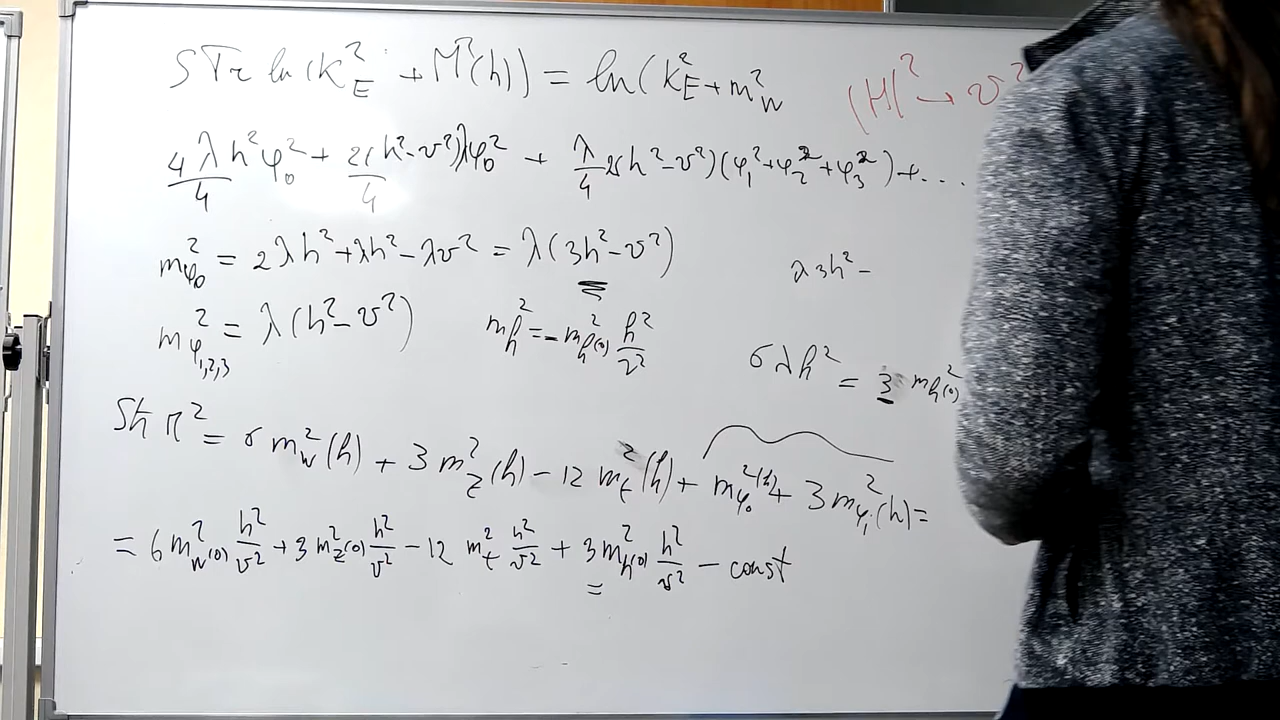 STr ln(K_E^2 + M^2(h)) = ln(K_E^2 + m_W^2
|H|^2 → v^2
4λ/4 h^2 φ_0^2 + 2(h^2-v^2)/4 λφ_0^2 + λ/4 2(h^2-v^2)(φ_1^2+φ_2^2+φ_3^2)+...
m_{φ_0}^2 = 2λh^2+λh^2-λv^2 = λ(3h^2-v^2)
λ3h^2-
m_{φ_{1,2,3}}^2 = λ(h^2-v^2)
m_h^2 = m_{h(0)}^2 h^2/v^2
6λh^2 = 3 m_{h(0)}^2
Str M^2 = 6 m_W^2(h) + 3 m_Z^2(h) - 12 m_t^2(h) + m_{φ_0}^2(h) + 3 m_{φ_i}^2(h) =
= 6 m_{W(0)}^2 h^2/v^2 + 3 m_{Z(0)}^2 h^2/v^2 - 12 m_t^2 h^2/v^2 + 3 m_{h(0)}^2 h^2/v^2 - const